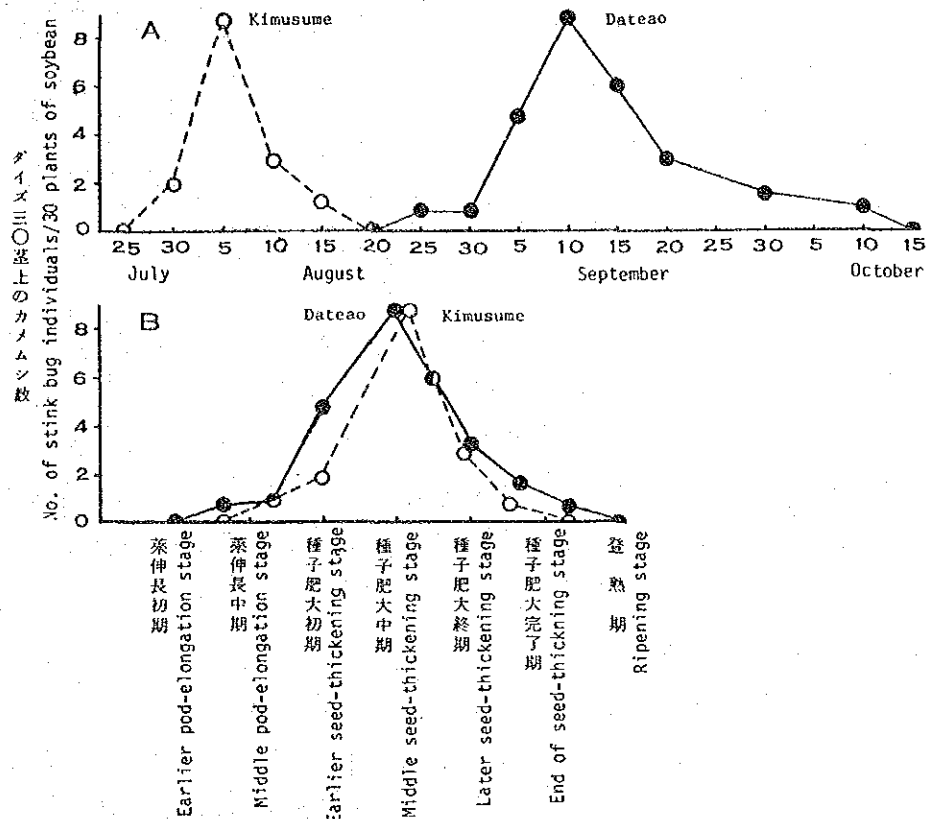 ダイズ三〇茎上のカメムシ数
No. of stink bug individuals/30 plants of soybean
A
Kimusume
Dateao
8
6
4
2
0
25 30 5 10 15 20 25 30 5 10 15 20 25 30 5 10 15
July August September October
B
Dateao
Kimusume
8
6
4
2
0
莢伸長初期
Earlier pod-elongation stage
莢伸長中期
Middle pod-elongation stage
種子肥大初期
Earlier seed-thickening stage
種子肥大中期
Middle seed-thickening stage
種子肥大終期
Later seed-thickening stage
種子肥大完了期
End of seed-thickning stage
登熟期
Ripening stage